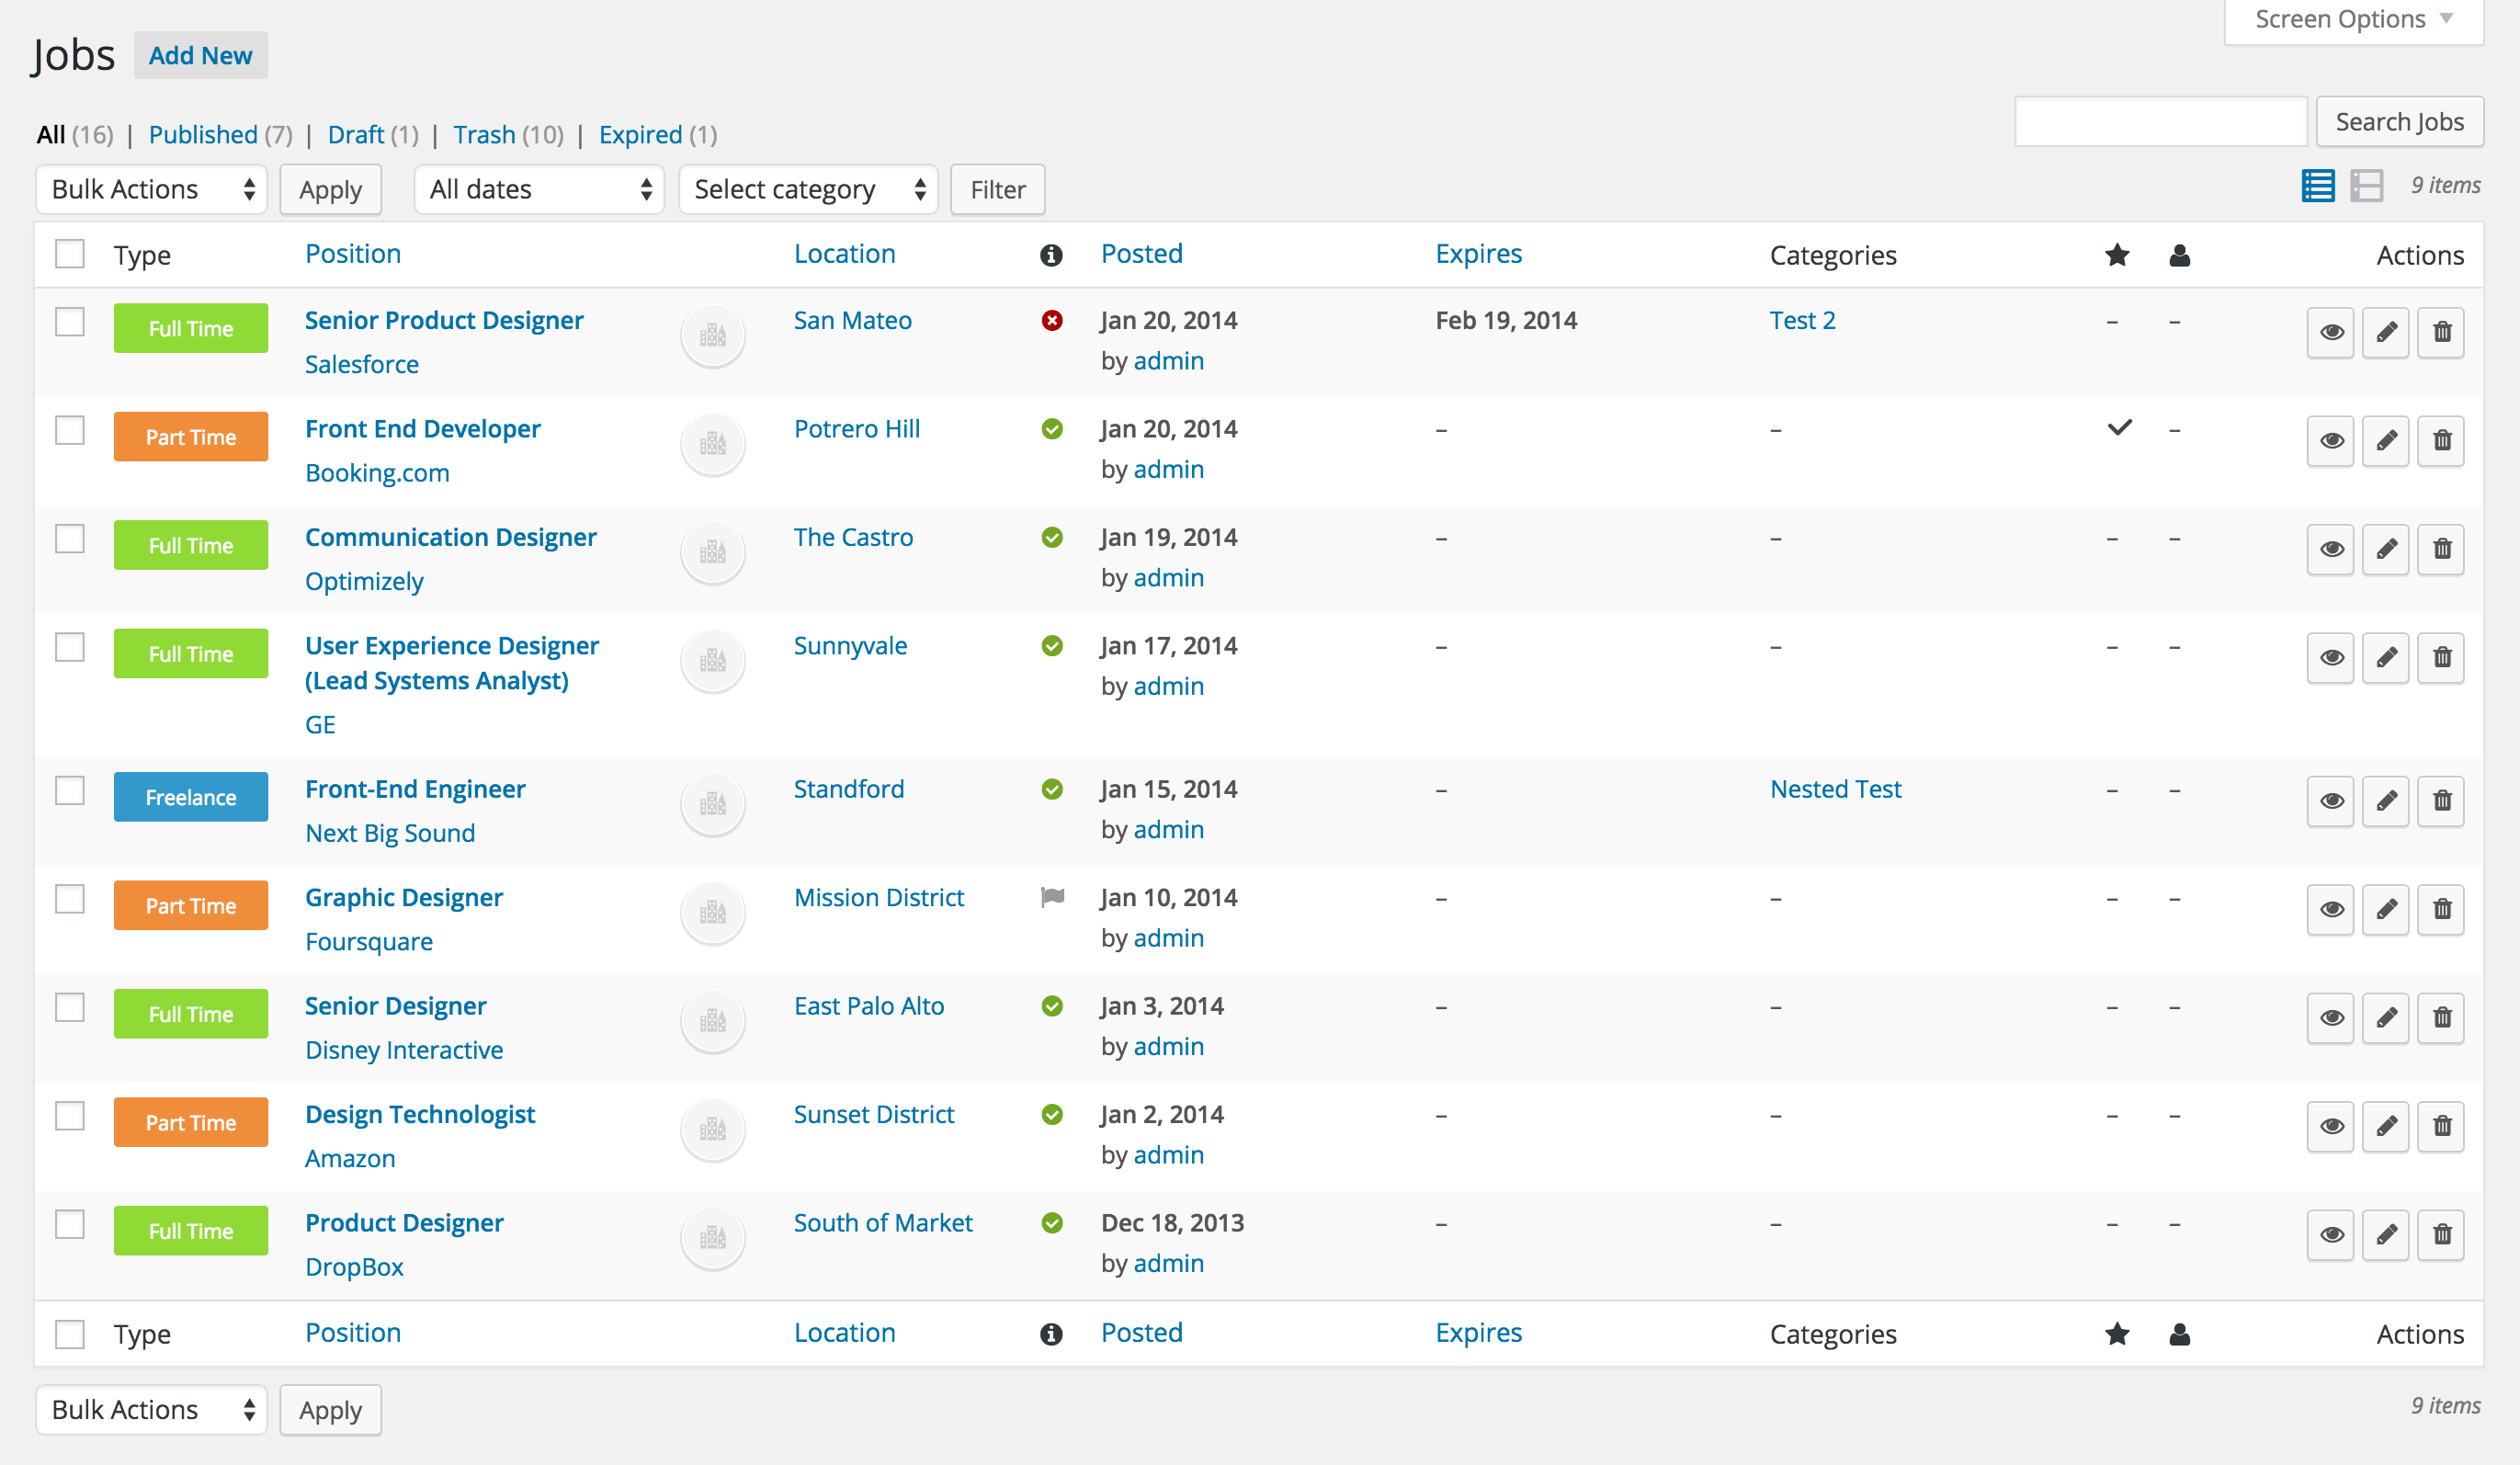 Screen Options
Jobs Add New
All (16) | Published (7) | Draft (1) | Trash (10) | Expired (1)
Search Jobs
Bulk Actions Apply All dates Select category Filter 9 items
Type Position Location Posted Expires Categories Actions
Full Time Senior Product Designer San Mateo Jan 20, 2014 Feb 19, 2014 Test 2 – –
Salesforce by admin
Part Time Front End Developer Potrero Hill Jan 20, 2014 – – –
Booking.com by admin
Full Time Communication Designer The Castro Jan 19, 2014 – – – –
Optimizely by admin
Full Time User Experience Designer Sunnyvale Jan 17, 2014 – – – –
(Lead Systems Analyst) by admin
GE
Freelance Front-End Engineer Standford Jan 15, 2014 – Nested Test – –
Next Big Sound by admin
Part Time Graphic Designer Mission District Jan 10, 2014 – – – –
Foursquare by admin
Full Time Senior Designer East Palo Alto Jan 3, 2014 – – – –
Disney Interactive by admin
Part Time Design Technologist Sunset District Jan 2, 2014 – – – –
Amazon by admin
Full Time Product Designer South of Market Dec 18, 2013 – – – –
DropBox by admin
Type Position Location Posted Expires Categories Actions
Bulk Actions Apply 9 items